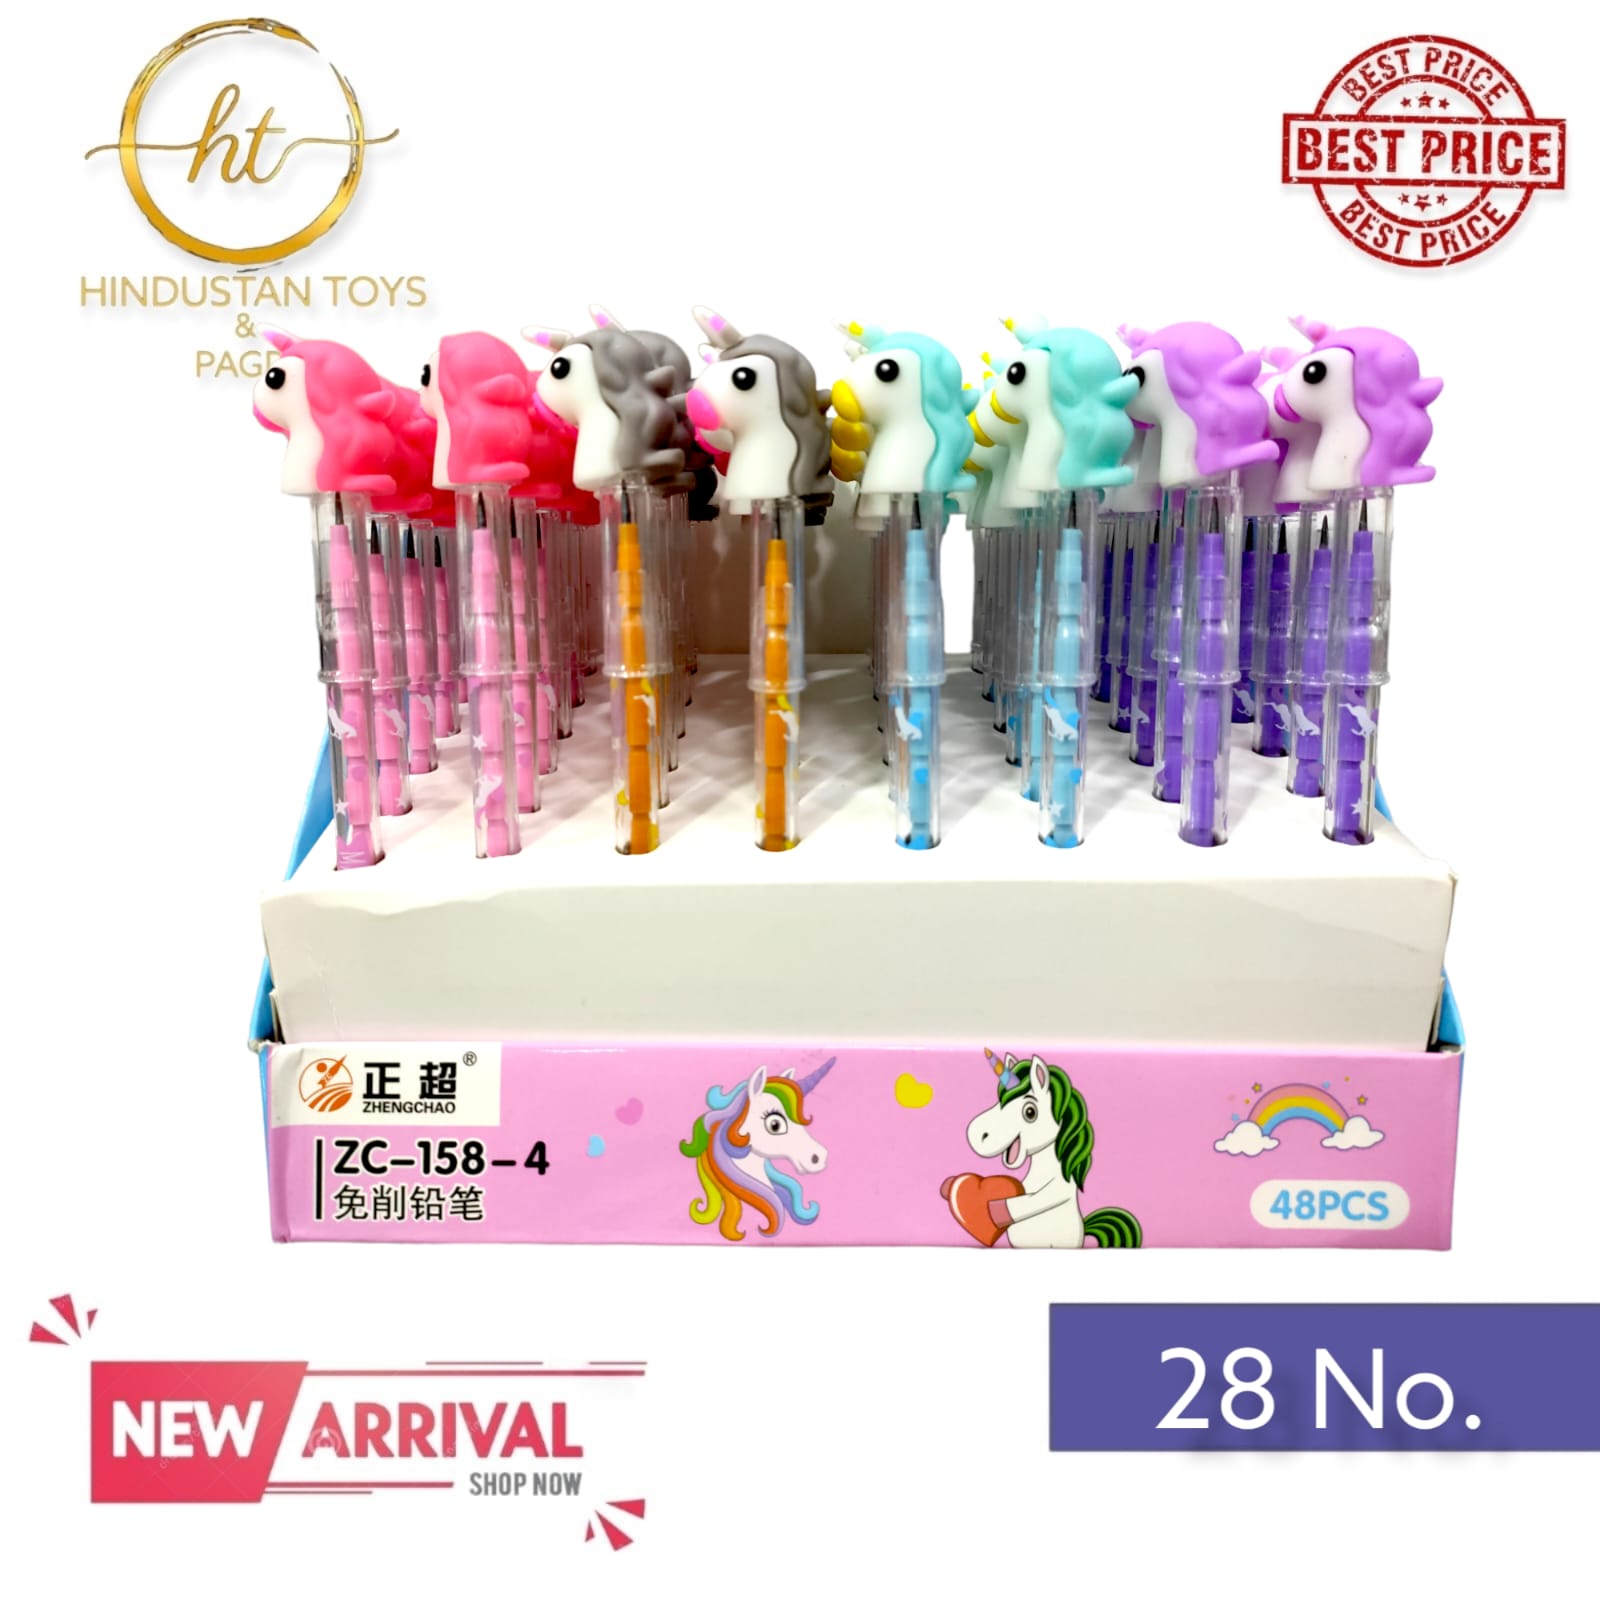 ht
HINDUSTAN TOYS
&
BEST PRICE
BEST PRICE
BEST PRICE
正超®
ZHENGCHAO
ZC-158-4
免削铅笔
48PCS
NEW ARRIVAL
SHOP NOW
28 No.